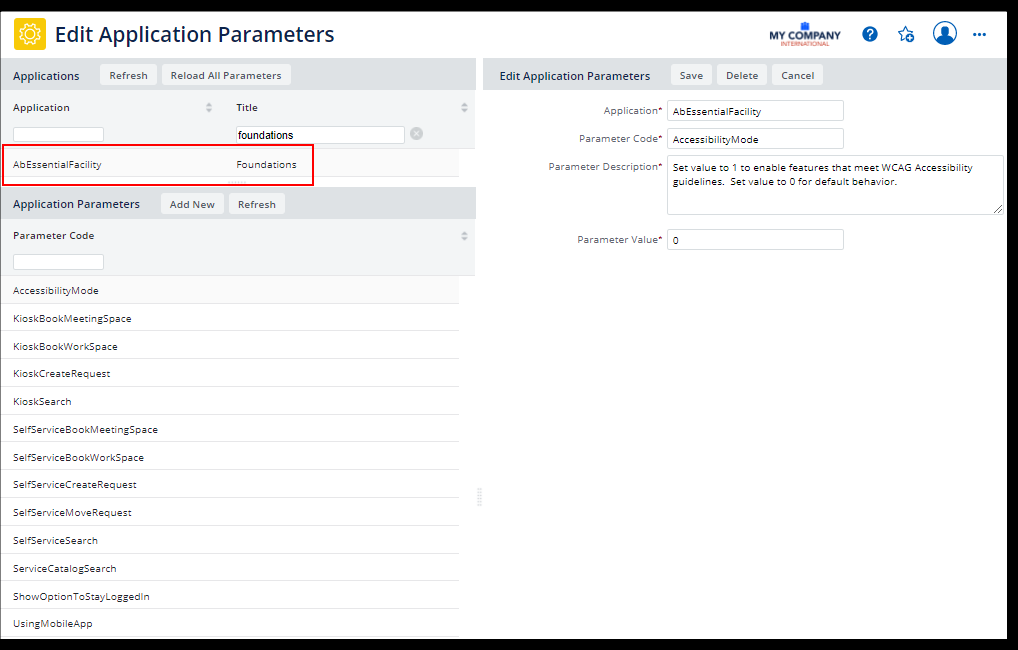 Edit Application Parameters
MY COMPANY
INTERNATIONAL
?
Applications
Refresh
Reload All Parameters
Application
Title
foundations
AbEssentialFacility
Foundations
Application Parameters
Add New
Refresh
Parameter Code
AccessibilityMode
KioskBookMeetingSpace
KioskBookWorkSpace
KioskCreateRequest
KioskSearch
SelfServiceBookMeetingSpace
SelfServiceBookWorkSpace
SelfServiceCreateRequest
SelfServiceMoveRequest
SelfServiceSearch
ServiceCatalogSearch
ShowOptionToStayLoggedIn
UsingMobileApp
Edit Application Parameters
Save
Delete
Cancel
Application* AbEssentialFacility
Parameter Code* AccessibilityMode
Parameter Description* Set value to 1 to enable features that meet WCAG Accessibility
guidelines. Set value to 0 for default behavior.
Parameter Value* 0